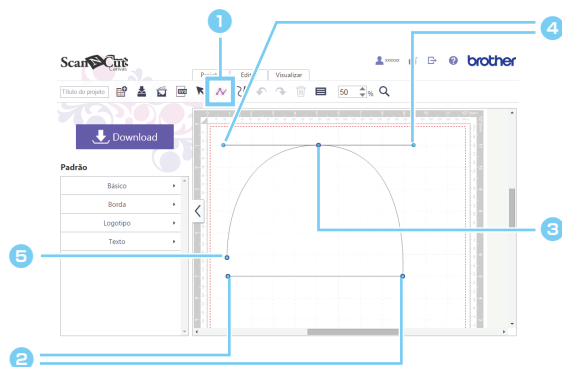 1
4
ScanNCut
Canvas
xxxxxx
brother
Projeto
Editar
Visualizar
Título do projeto
50
%
Download
Padrão
Básico
Borda
Logotipo
Texto
3
5
2